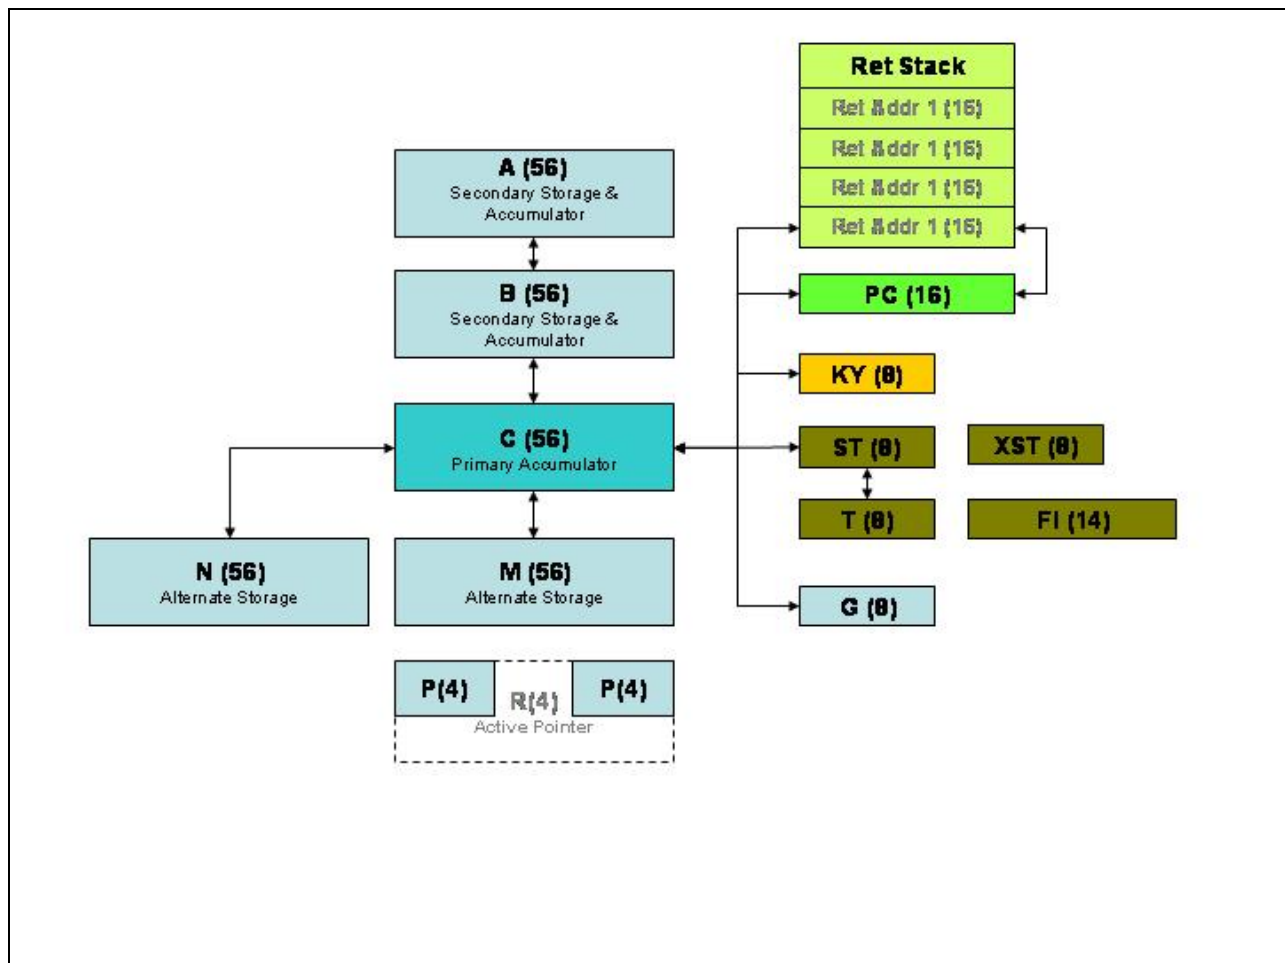 Ret Stack
Ret Addr 1 (16)
Ret Addr 1 (16)
Ret Addr 1 (16)
Ret Addr 1 (16)
A (56)
Secondary Storage &
Accumulator
B (56)
Secondary Storage &
Accumulator
PC (16)
KY (8)
C (56)
Primary Accumulator
ST (8)
XST (8)
T (8)
FI (14)
N (56)
Alternate Storage
M (56)
Alternate Storage
G (8)
P(4)
R(4)
P(4)
Active Pointer